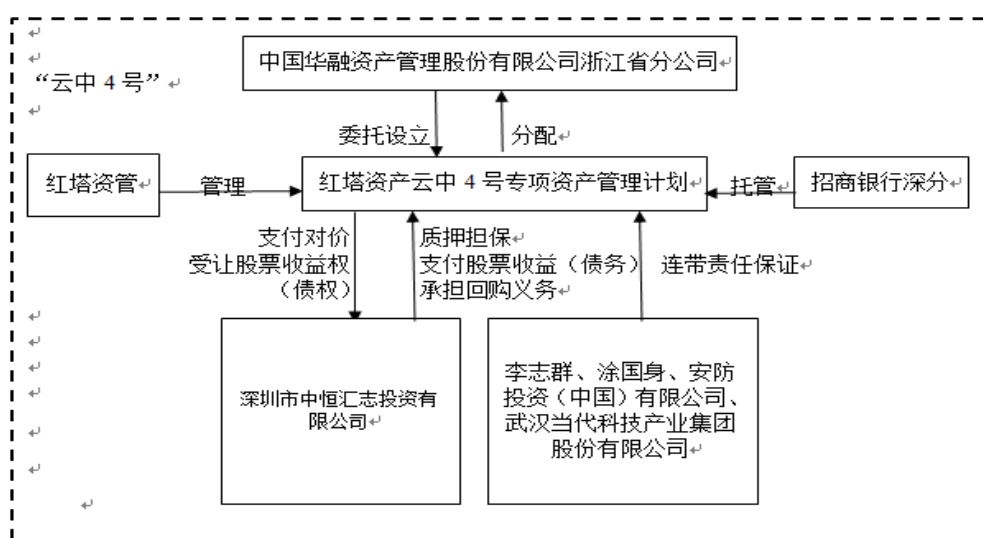 中国华融资产管理股份有限公司浙江省分公司
“云中 4 号”
委托设立
分配
红塔资管
管理
红塔资产云中 4 号专项资产管理计划
托管
招商银行深分
支付对价
受让股票收益权
（债权）
质押担保
支付股票收益（债务）
承担回购义务
连带责任保证
深圳市中恒汇志投资有
限公司
李志群、涂国身、安防
投资（中国）有限公司、
武汉当代科技产业集团
股份有限公司